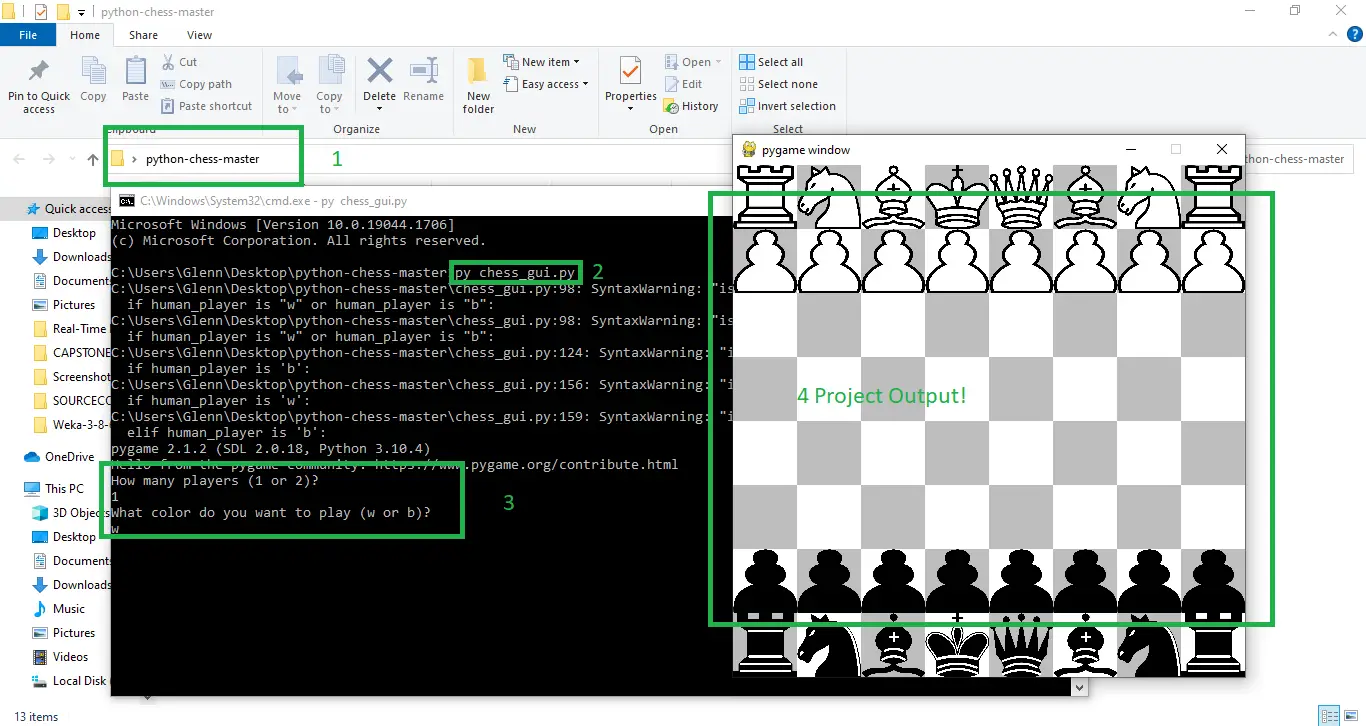 python-chess-master
File Home Share View
Cut
New item
Open
Select all
Copy path
Easy access
Edit
Select none
Pin to Quick access
Copy
Paste
Paste shortcut
Move to
Copy to
Delete
Rename
New folder
Properties
History
Invert selection
Clipboard
Organize
New
Open
Select
python-chess-master
1
pygame window
hon-chess-master
C:\Windows\System32\cmd.exe - py chess_gui.py
Microsoft Windows [Version 10.0.19044.1706]
(c) Microsoft Corporation. All rights reserved.
C:\Users\Glenn\Desktop\python-chess-master>py chess_gui.py
2
C:\Users\Glenn\Desktop\python-chess-master\chess_gui.py:98: SyntaxWarning: "is
if human_player is "w" or human_player is "b":
C:\Users\Glenn\Desktop\python-chess-master\chess_gui.py:98: SyntaxWarning: "is
if human_player is "w" or human_player is "b":
C:\Users\Glenn\Desktop\python-chess-master\chess_gui.py:124: SyntaxWarning: "i
if human_player is 'b':
C:\Users\Glenn\Desktop\python-chess-master\chess_gui.py:156: SyntaxWarning: "i
if human_player is 'w':
C:\Users\Glenn\Desktop\python-chess-master\chess_gui.py:159: SyntaxWarning: "i
elif human_player is 'b':
pygame 2.1.2 (SDL 2.0.18, Python 3.10.4)
Hello from the pygame community. https://www.pygame.org/contribute.html
How many players (1 or 2)?
1
What color do you want to play (w or b)?
w
3
4 Project Output!
Quick access
Desktop
Downloads
Documents
Pictures
Real-Time
CAPSTONE
Screenshot
SOURCECO
Weka-3-8-
OneDrive
This PC
3D Objects
Desktop
Documents
Downloads
Music
Pictures
Videos
Local Disk
13 items